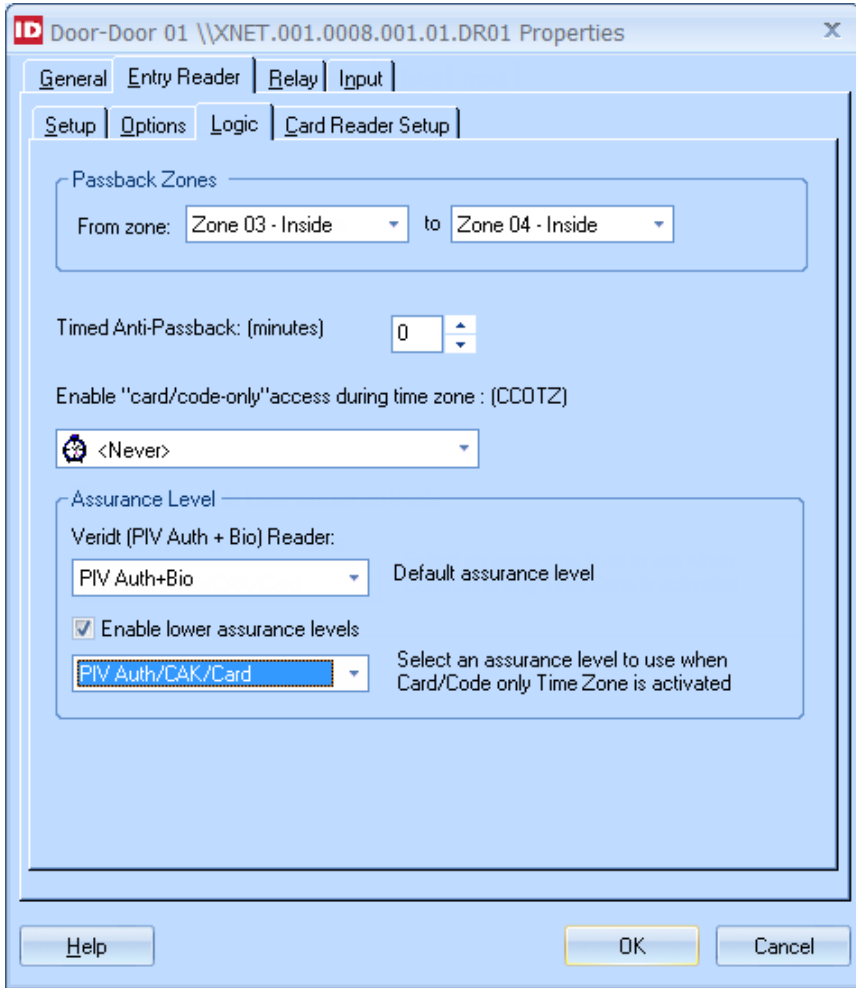 ID Door-Door 01 \\XNET.001.0008.001.01.DR01 Properties x
General Entry Reader Relay Input
Setup Options Logic Card Reader Setup
Passback Zones
From zone: Zone 03 - Inside to Zone 04 - Inside
Timed Anti-Passback: (minutes) 0
Enable "card/code-only"access during time zone : (CCOTZ)
<Never>
Assurance Level
Veridt (PIV Auth + Bio) Reader:
PIV Auth+Bio Default assurance level
Enable lower assurance levels
PIV Auth/CAK/Card Select an assurance level to use when
Card/Code only Time Zone is activated
Help OK Cancel